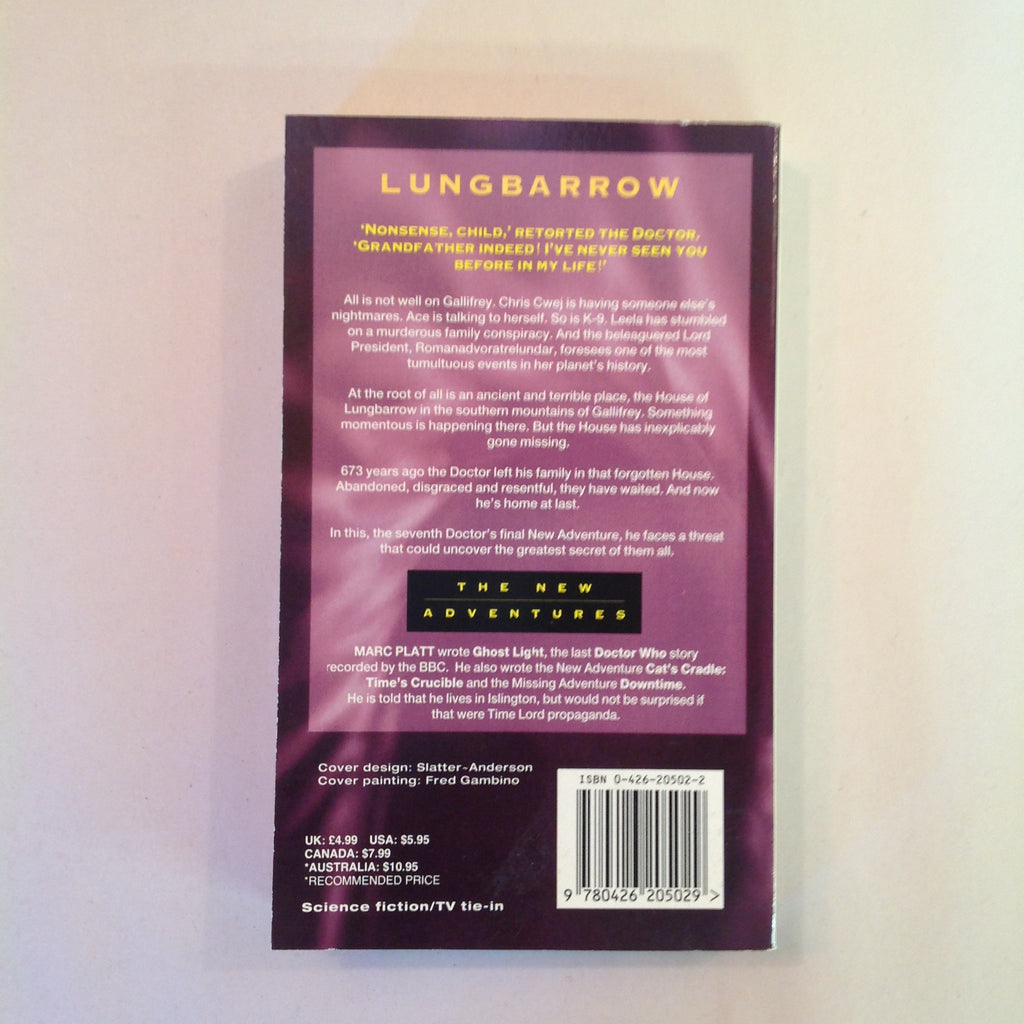 LUNGBARROW
'NONSENSE, CHILD,' RETORTED THE DOCTOR,
'GRANDFATHER INDEED! I'VE NEVER SEEN YOU
BEFORE IN MY LIFE!'
All is not well on Gallifrey. Chris Cwej is having someone else's
nightmares. Ace is talking to herself. So is K-9. Leela has stumbled
on a murderous family conspiracy. And the beleaguered Lord
President, Romanadvoratrelundar, foresees one of the most
tumultuous events in her planet's history.
At the root of all is an ancient and terrible place, the House of
Lungbarrow in the southern mountains of Gallifrey. Something
momentous is happening there. But the House has inexplicably
gone missing.
673 years ago the Doctor left his family in that forgotten House.
Abandoned, disgraced and resentful, they have waited. And now
he's home at last.
In this, the seventh Doctor's final New Adventure, he faces a threat
that could uncover the greatest secret of them all.
THE NEW
ADVENTURES
MARC PLATT wrote Ghost Light, the last Doctor Who story
recorded by the BBC. He also wrote the New Adventure Cat's Cradle:
Time's Crucible and the Missing Adventure Downtime.
He is told that he lives in Islington, but would not be surprised if
that were Time Lord propaganda.
Cover design: Slatter-Anderson
Cover painting: Fred Gambino
ISBN 0-426-20502-2
UK: £4.99 USA: $5.95
CANADA: $7.99
*AUSTRALIA: $10.95
*RECOMMENDED PRICE
9 780426 205029 >
Science fiction/TV tie-in